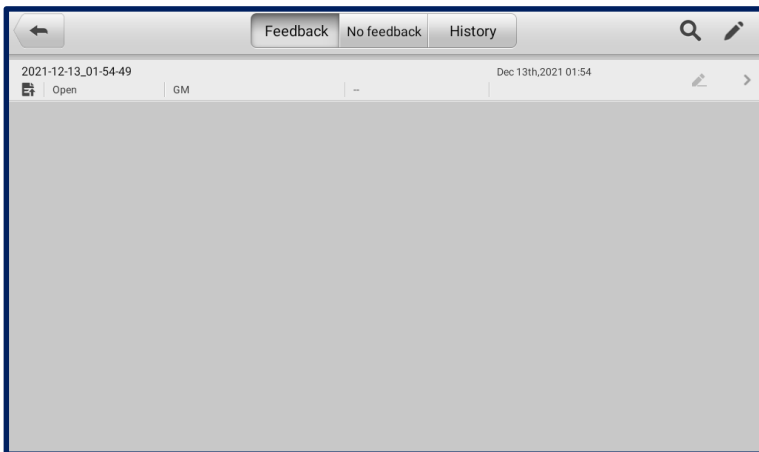 Feedback No feedback History
2021-12-13_01-54-49 Dec 13th,2021 01:54
Open GM --